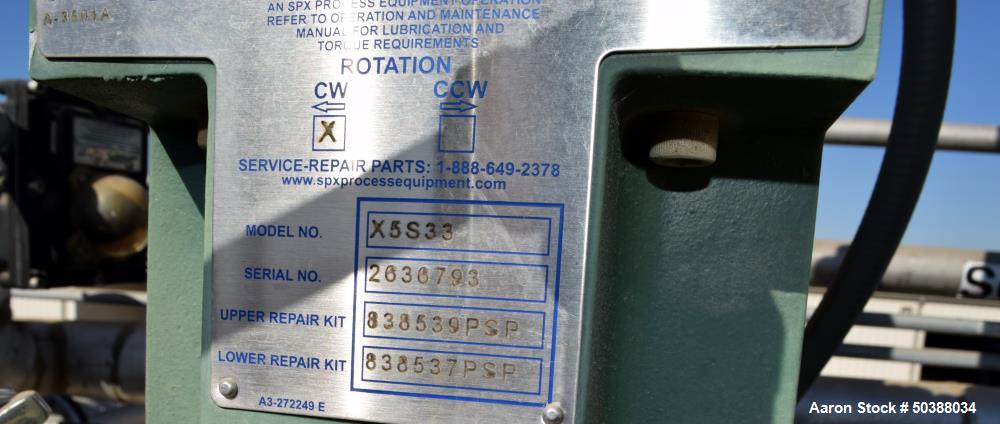 A-3501A
AN SPX PROCESS EQUIPMENT OPERATION
REFER TO OPERATION AND MAINTENANCE
MANUAL FOR LUBRICATION AND
TORQUE REQUIREMENTS
ROTATION
CW CCW
X
SERVICE-REPAIR PARTS: 1-888-649-2378
www.spxprocessequipment.com
MODEL NO. X5S33
SERIAL NO. 2636793
UPPER REPAIR KIT 838539PSP
LOWER REPAIR KIT 838537PSP
A3-272249 E
S
Aaron Stock # 50388034